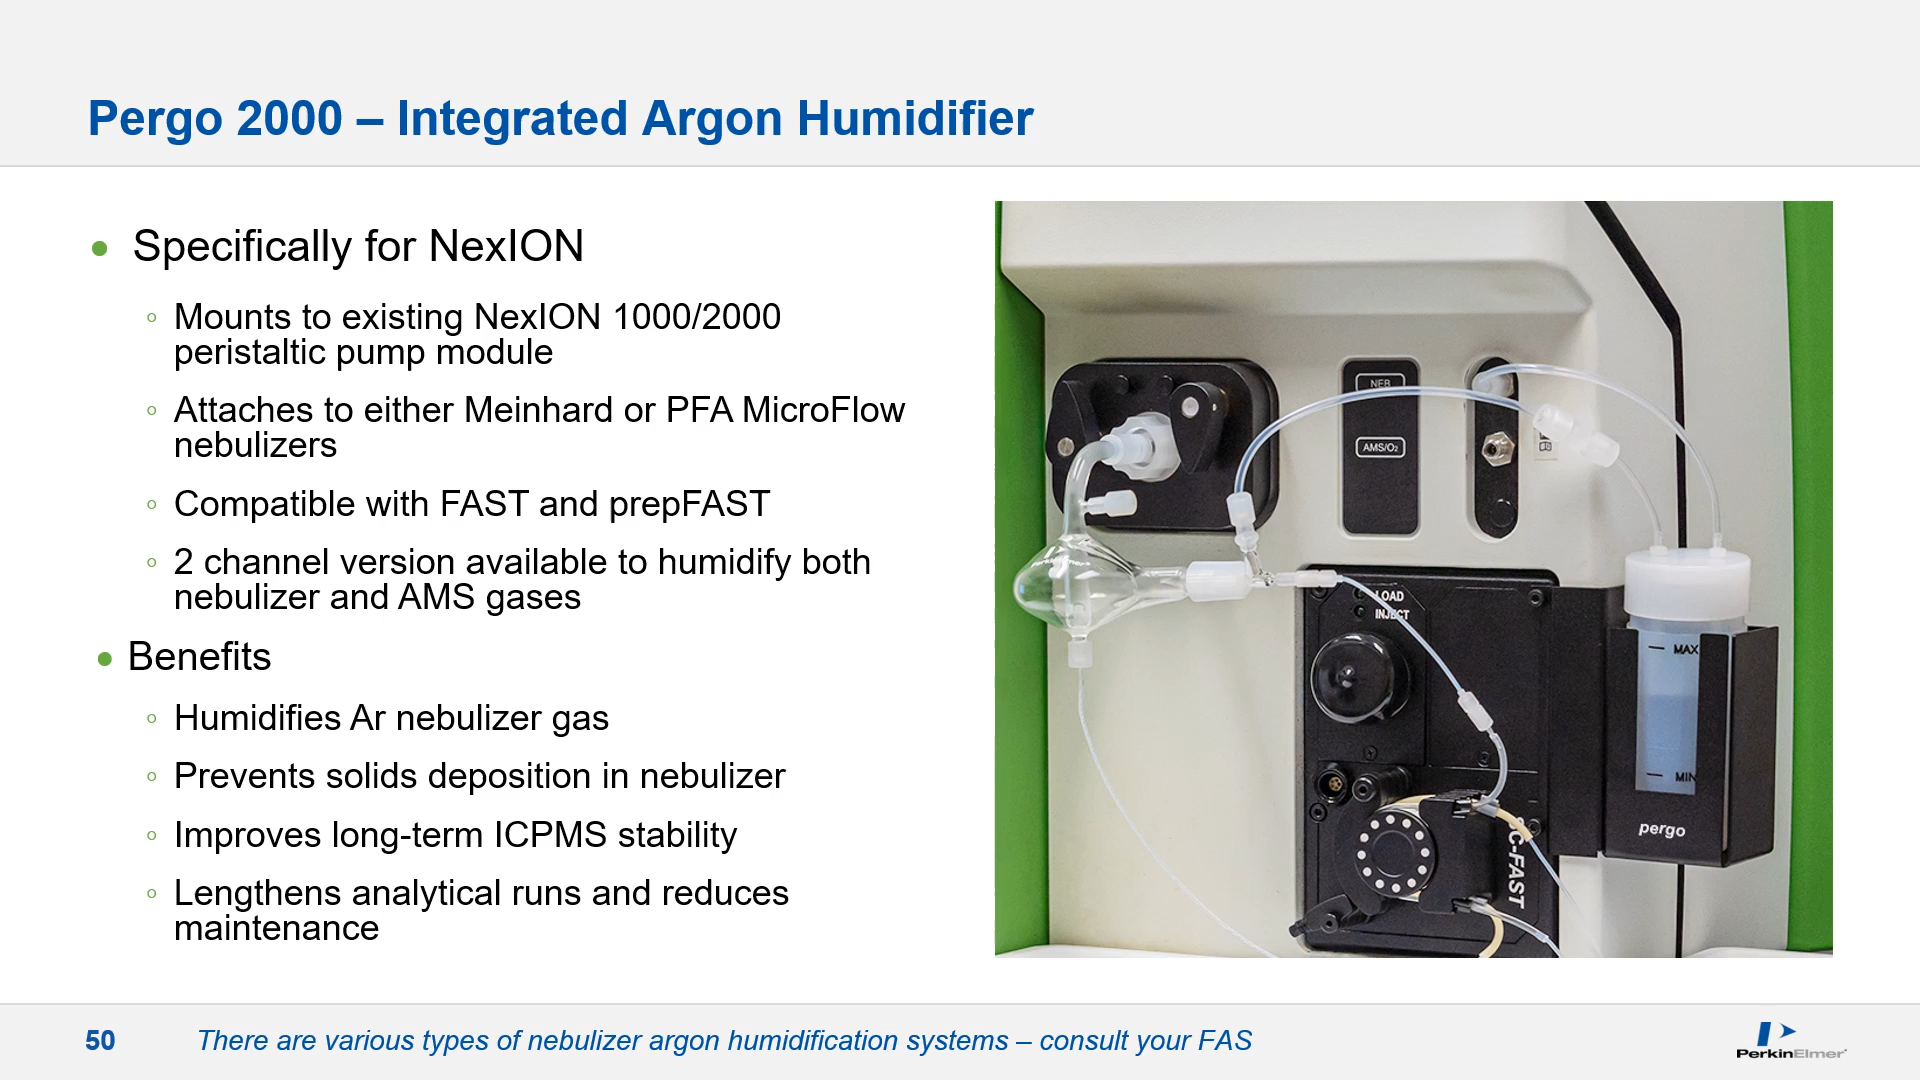 Pergo 2000 – Integrated Argon Humidifier
• Specifically for NexION
◦ Mounts to existing NexION 1000/2000
peristaltic pump module
◦ Attaches to either Meinhard or PFA MicroFlow
nebulizers
◦ Compatible with FAST and prepFAST
◦ 2 channel version available to humidify both
nebulizer and AMS gases
• Benefits
◦ Humidifies Ar nebulizer gas
◦ Prevents solids deposition in nebulizer
◦ Improves long-term ICPMS stability
◦ Lengthens analytical runs and reduces
maintenance
NEB
AMS/O₂
LOAD
INJECT
MAX
MIN
pergo
50
There are various types of nebulizer argon humidification systems – consult your FAS
PerkinElmer